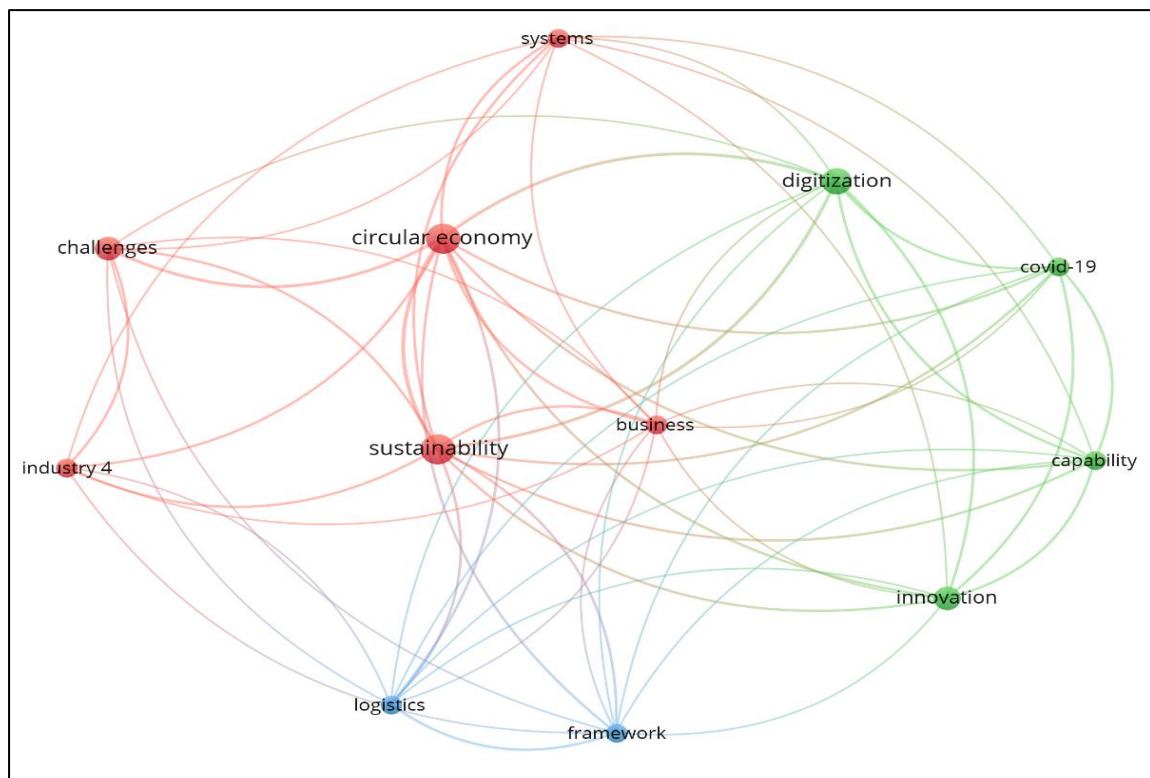 systems
digitization
circular economy
challenges
covid-19
business
sustainability
capability
industry 4
innovation
logistics
framework